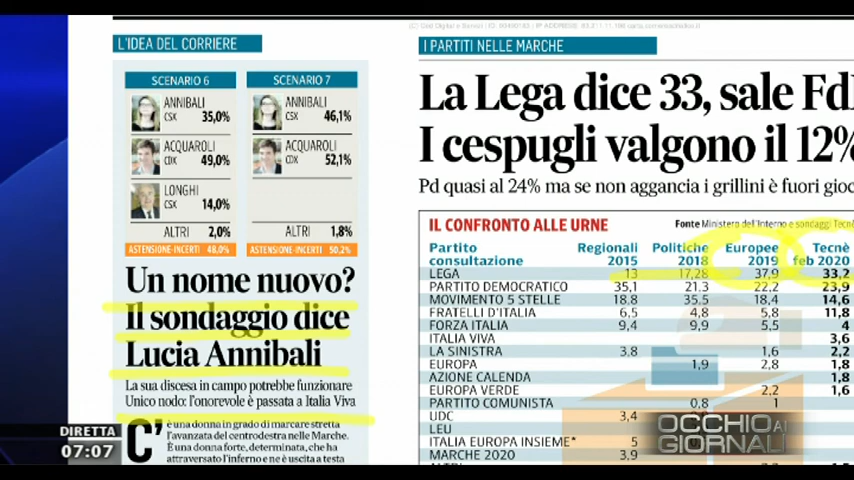 L'IDEA DEL CORRIERE
SCENARIO 6
ANNIBALI
CSX 35,0%
ACQUAROLI
CDX 49,0%
LONGHI
CSX 14,0%
ALTRI 2,0%
ASTENSIONE-INCERTI 48,0%
SCENARIO 7
ANNIBALI
CSX 46,1%
ACQUAROLI
CDX 52,1%
ALTRI 1,8%
ASTENSIONE-INCERTI 50,2%
Un nome nuovo?
Il sondaggio dice
Lucia Annibali
La sua discesa in campo potrebbe funzionare
Unico nodo: l'onorevole è passata a Italia Viva
C'è una donna in grado di marcare stretta
l'avanzata del centrodestra nelle Marche.
È una donna forte, determinata, che ha
attraversato l'inferno e ne è uscita a testa
I PARTITI NELLE MARCHE
La Lega dice 33, sale Fd
I cespugli valgono il 12%
Pd quasi al 24% ma se non aggancia i grillini è fuori gioc
IL CONFRONTO ALLE URNE Fonte Ministero dell'Interno e sondaggi Tecn
Partito Regionali Politiche Europee Tecnè
consultazione 2015 2018 2019 feb 2020
LEGA 13 17,28 37,9 33,2
PARTITO DEMOCRATICO 35,1 21.3 22.2 23,9
MOVIMENTO 5 STELLE 18.8 35.5 18,4 14,6
FRATELLI D'ITALIA 6,5 4,8 5.8 11,8
FORZA ITALIA 9,4 9,9 5.5 4
ITALIA VIVA 3,6
LA SINISTRA 3.8 1,6 2,2
EUROPA 1,9 2,8 1,8
AZIONE CALENDA 1,8
EUROPA VERDE 2,2 1,6
PARTITO COMUNISTA 0,8 1
UDC 3,4
LEU
ITALIA EUROPA INSIEME* 5
MARCHE 2020 3.9
DIRETTA
07:07
OCCHIO AI
GIORNALI